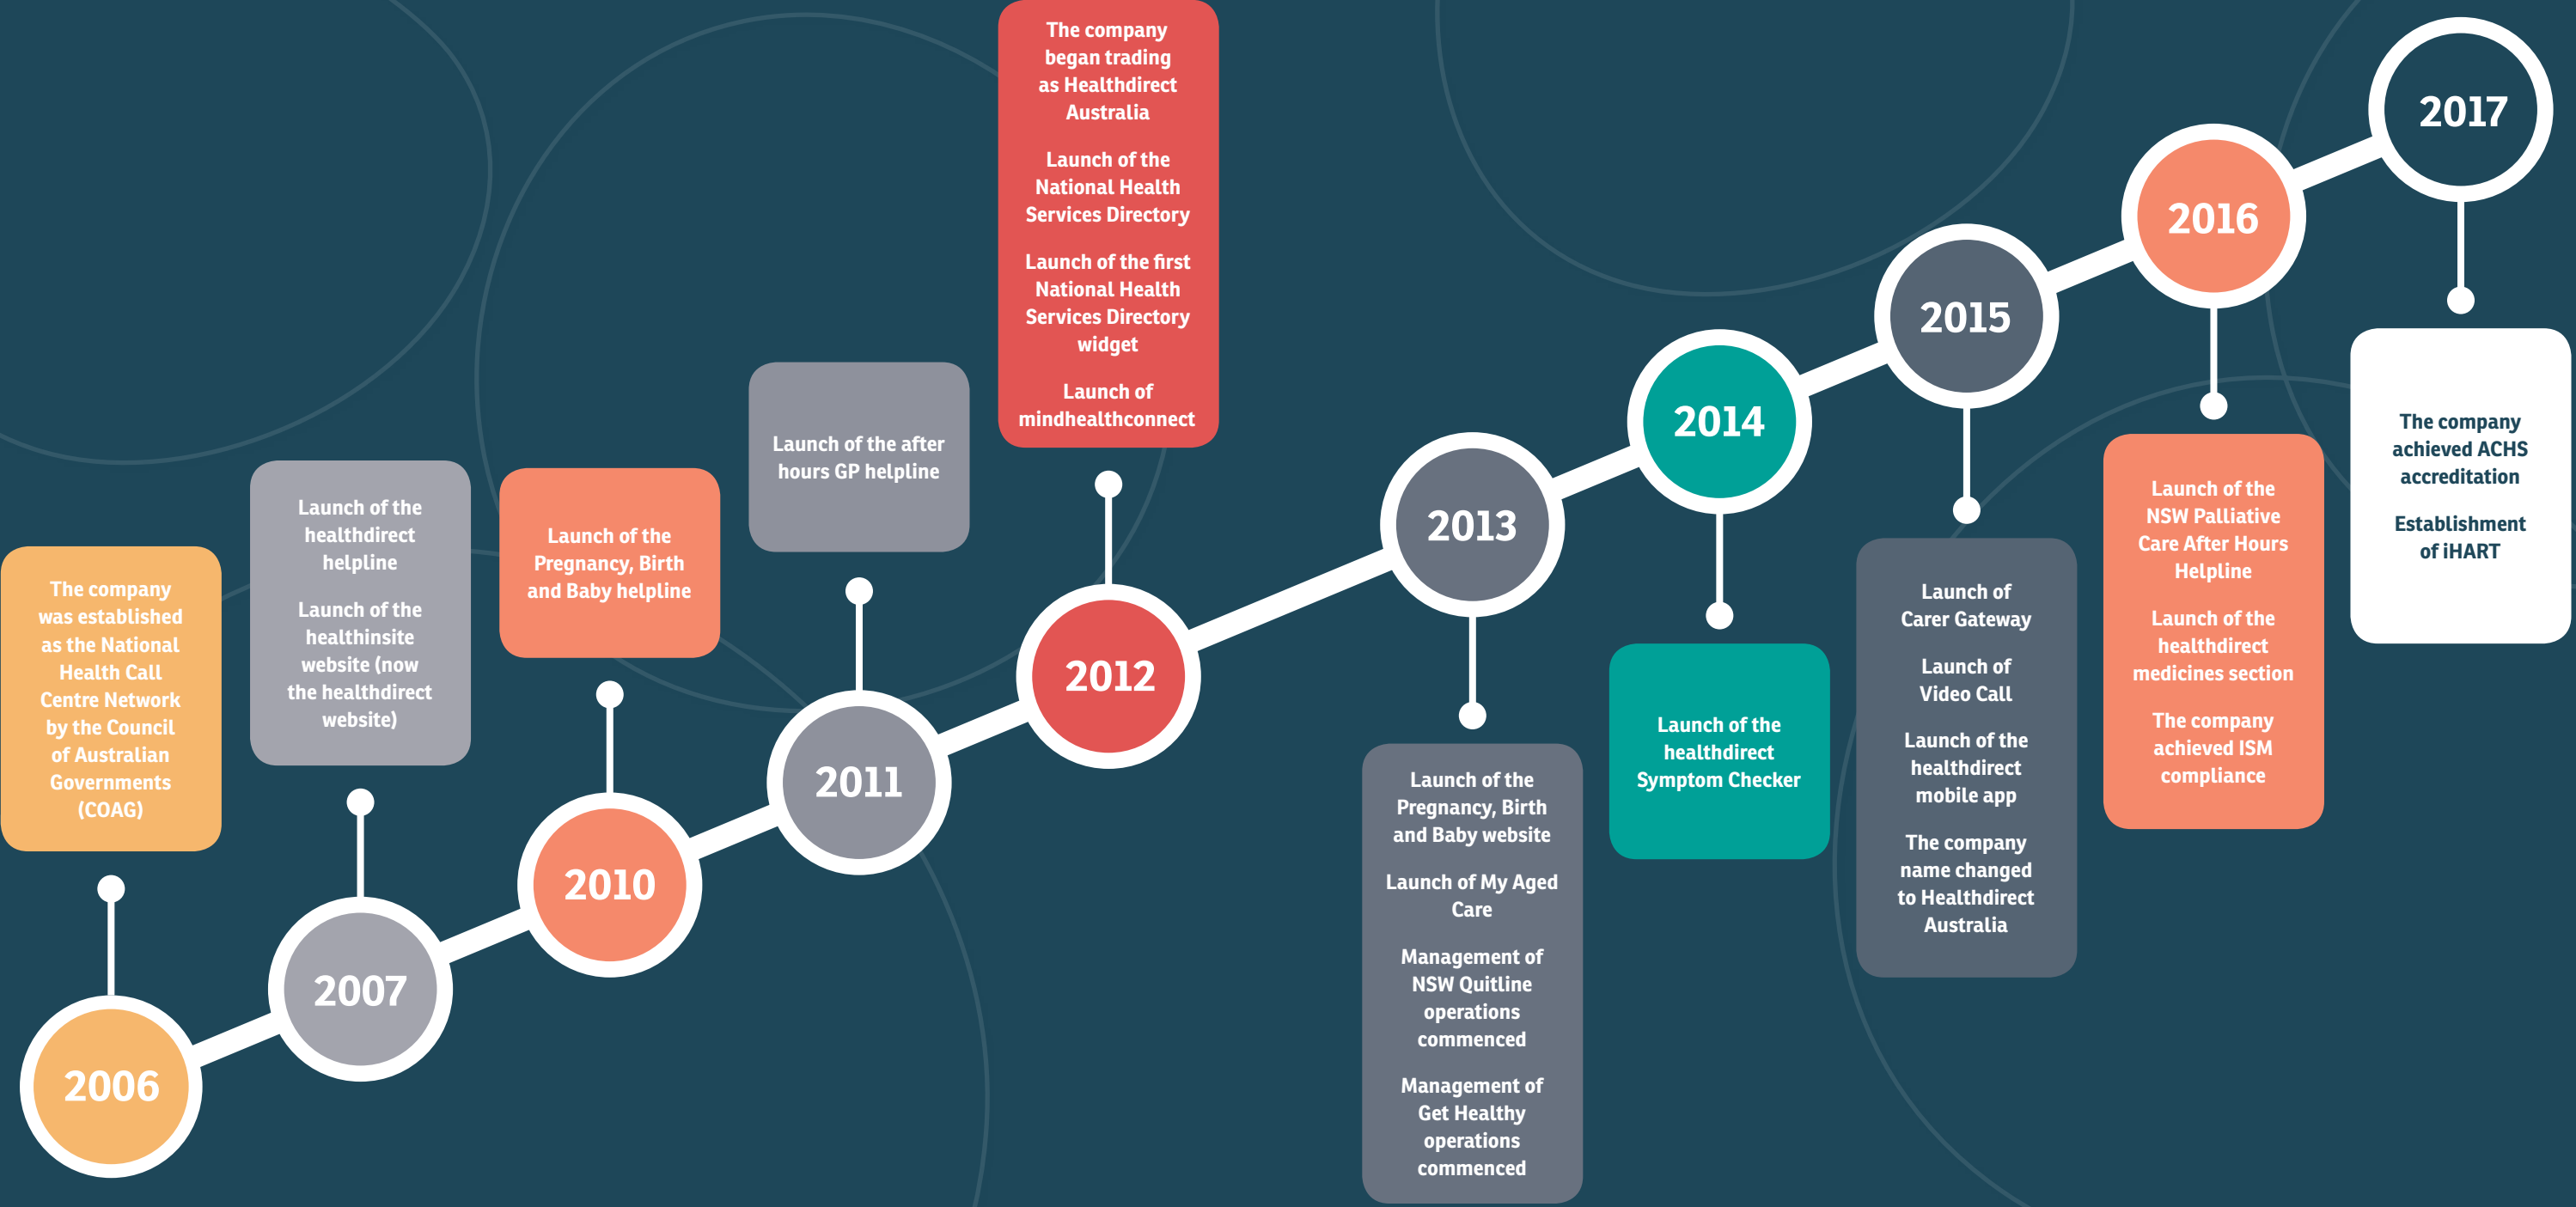 2006
The company
was established
as the National
Health Call
Centre Network
by the Council
of Australian
Governments
(COAG)
2007
Launch of the
healthdirect
helpline
Launch of the
healthinsite
website (now
the healthdirect
website)
2010
Launch of the
Pregnancy, Birth
and Baby helpline
2011
Launch of the after
hours GP helpline
2012
The company
began trading
as Healthdirect
Australia
Launch of the
National Health
Services Directory
Launch of the first
National Health
Services Directory
widget
Launch of
mindhealthconnect
2013
Launch of the
Pregnancy, Birth
and Baby website
Launch of My Aged
Care
Management of
NSW Quitline
operations
commenced
Management of
Get Healthy
operations
commenced
2014
Launch of the
healthdirect
Symptom Checker
2015
Launch of
Carer Gateway
Launch of
Video Call
Launch of the
healthdirect
mobile app
The company
name changed
to Healthdirect
Australia
2016
Launch of the
NSW Palliative
Care After Hours
Helpline
Launch of the
healthdirect
medicines section
The company
achieved ISM
compliance
2017
The company
achieved ACHS
accreditation
Establishment
of iHART